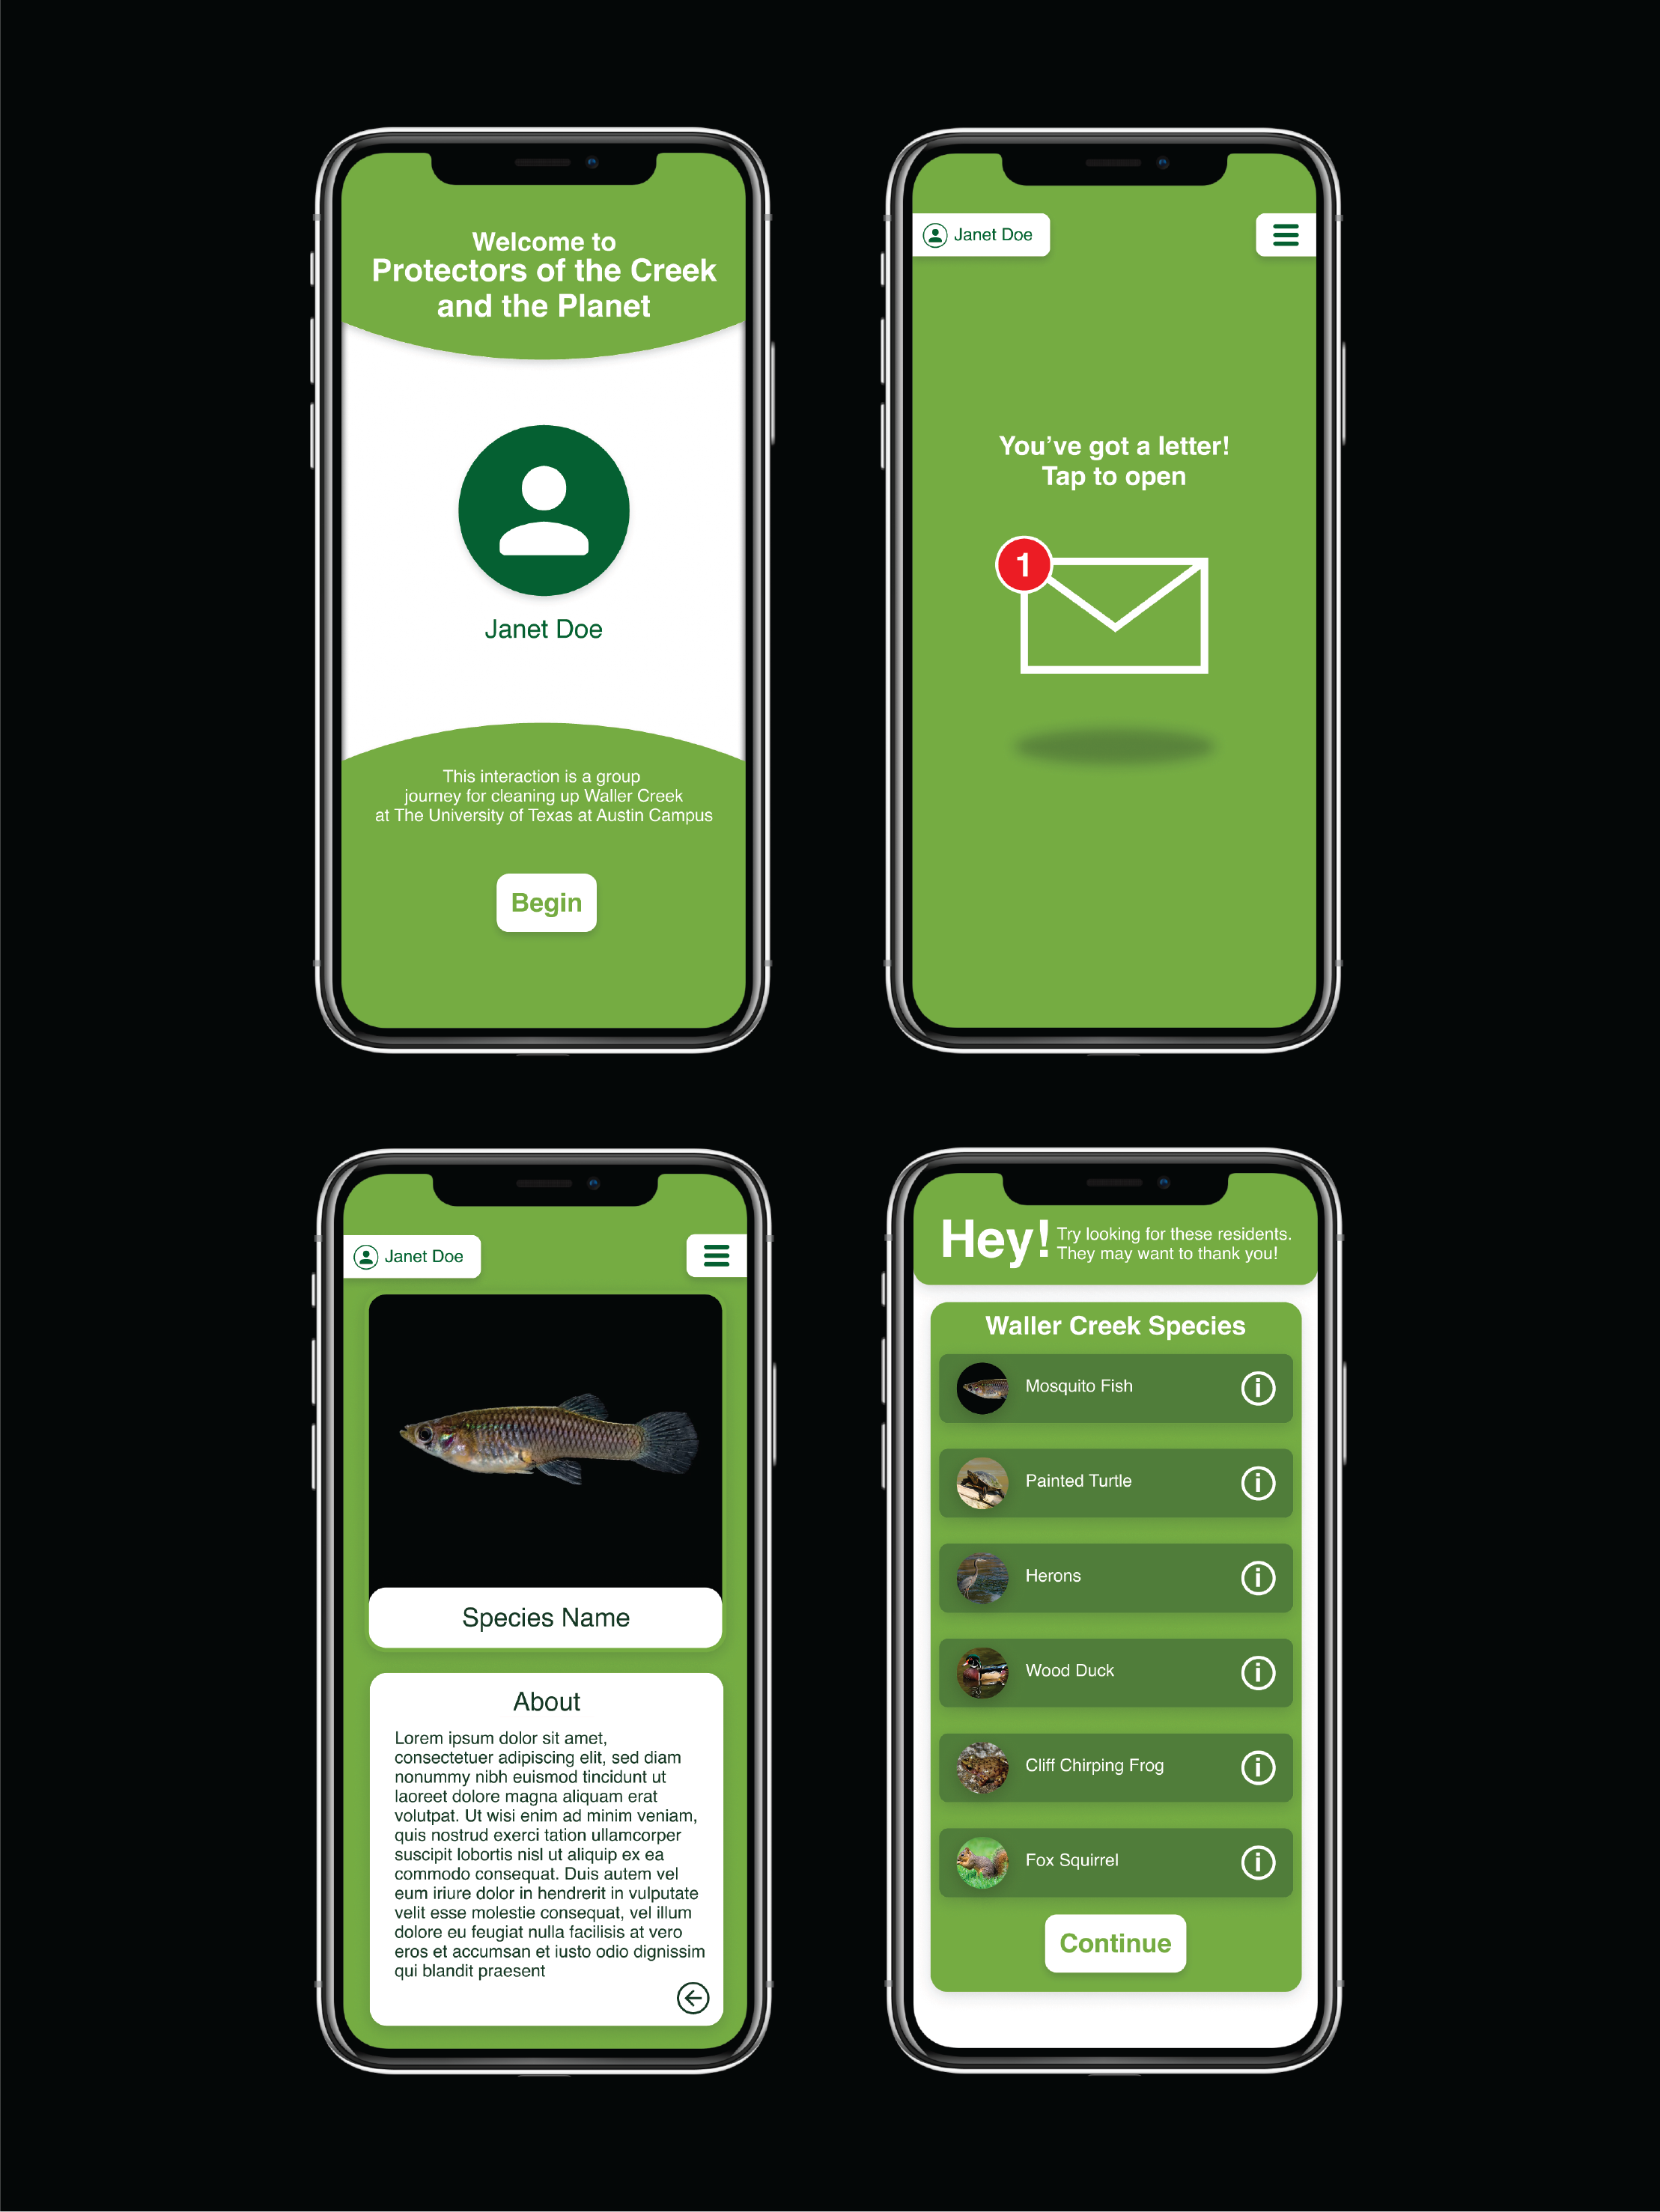 Welcome to
Protectors of the Creek
and the Planet
Janet Doe
This interaction is a group
journey for cleaning up Waller Creek
at The University of Texas at Austin Campus
Begin
Janet Doe
You’ve got a letter!
Tap to open
1
Janet Doe
Species Name
About
Lorem ipsum dolor sit amet,
consectetuer adipiscing elit, sed diam
nonummy nibh euismod tincidunt ut
laoreet dolore magna aliquam erat
volutpat. Ut wisi enim ad minim veniam,
quis nostrud exerci tation ullamcorper
suscipit lobortis nisl ut aliquip ex ea
commodo consequat. Duis autem vel
eum iriure dolor in hendrerit in vulputate
velit esse molestie consequat, vel illum
dolore eu feugiat nulla facilisis at vero
eros et accumsan et iusto odio dignissim
qui blandit praesent
Hey! Try looking for these residents.
They may want to thank you!
Waller Creek Species
Mosquito Fish
Painted Turtle
Herons
Wood Duck
Cliff Chirping Frog
Fox Squirrel
Continue